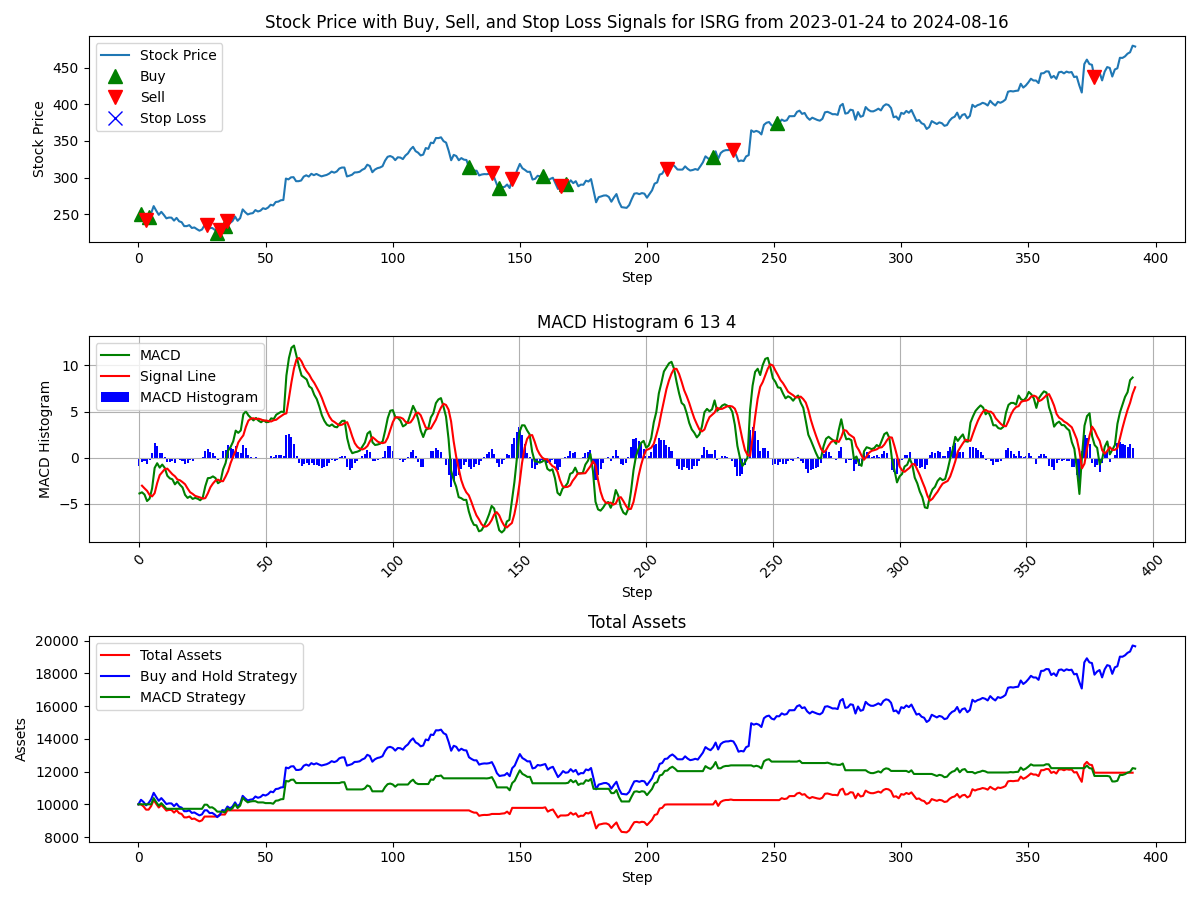 Stock Price with Buy, Sell, and Stop Loss Signals for ISRG from 2023-01-24 to 2024-08-16
Stock Price
Buy
Sell
Stop Loss
Stock Price
450
400
350
300
250
0 50 100 150 200 250 300 350 400
Step
MACD Histogram 6 13 4
MACD
Signal Line
MACD Histogram
MACD Histogram
10
5
0
−5
0 50 100 150 200 250 300 350 400
Step
Total Assets
Total Assets
Buy and Hold Strategy
MACD Strategy
Assets
20000
18000
16000
14000
12000
10000
8000
0 50 100 150 200 250 300 350 400
Step